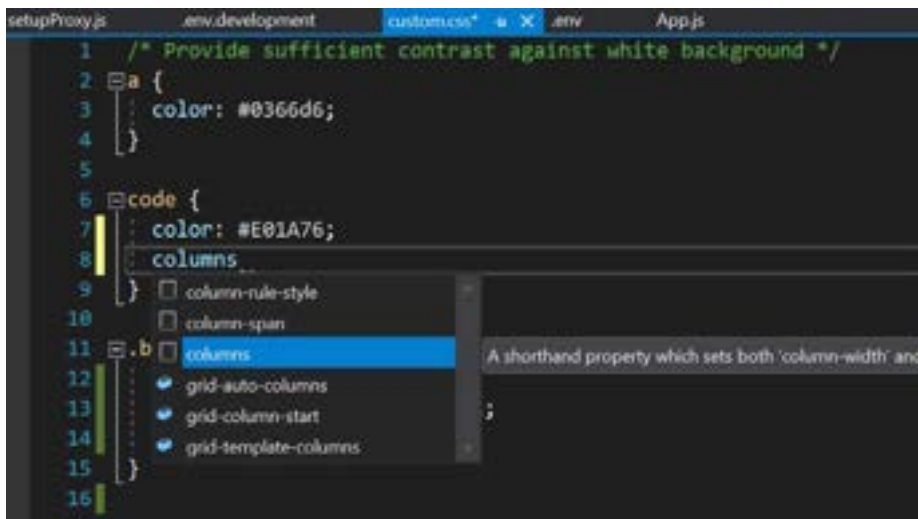 setupProxy.js .env.development custom.css* .env App.js
1 /* Provide sufficient contrast against white background */
2 a {
3 color: #0366d6;
4 }
5
6 code {
7 color: #E01A76;
8 columns
9 }
column-rule-style
10
column-span
11 .b
columns
A shorthand property which sets both 'column-width' and
12
grid-auto-columns
13
grid-column-start
;
14
grid-template-columns
15 }
16